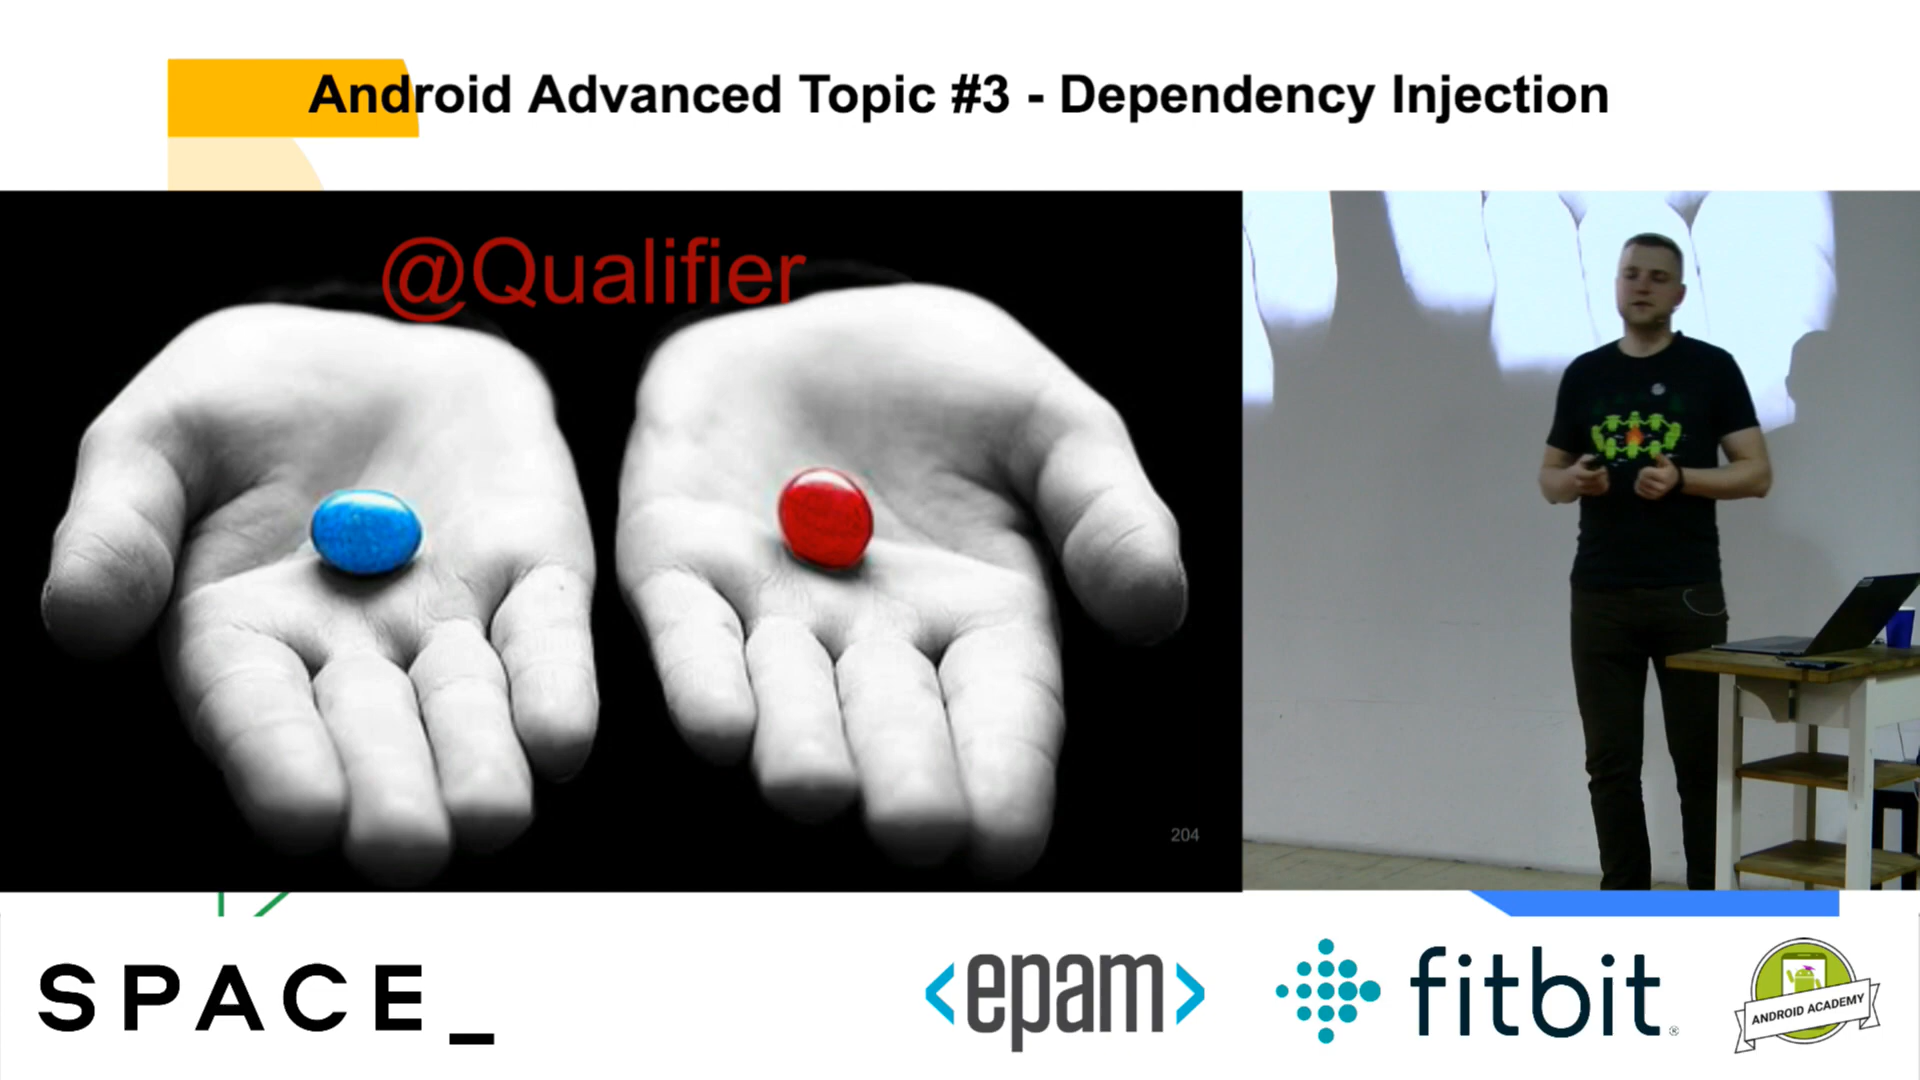 Android Advanced Topic #3 - Dependency Injection
@Qualifier
204
SPACE_
<epam>
fitbit®
ANDROID ACADEMY